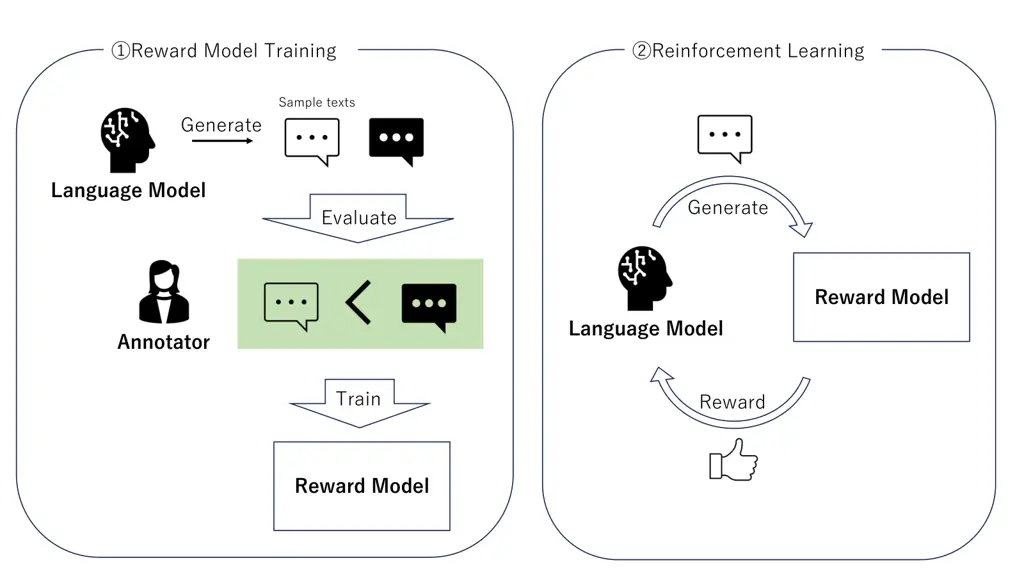 ①Reward Model Training
Sample texts
Generate
Language Model
Evaluate
<
Annotator
Train
Reward Model
②Reinforcement Learning
Generate
Language Model
Reward Model
Reward